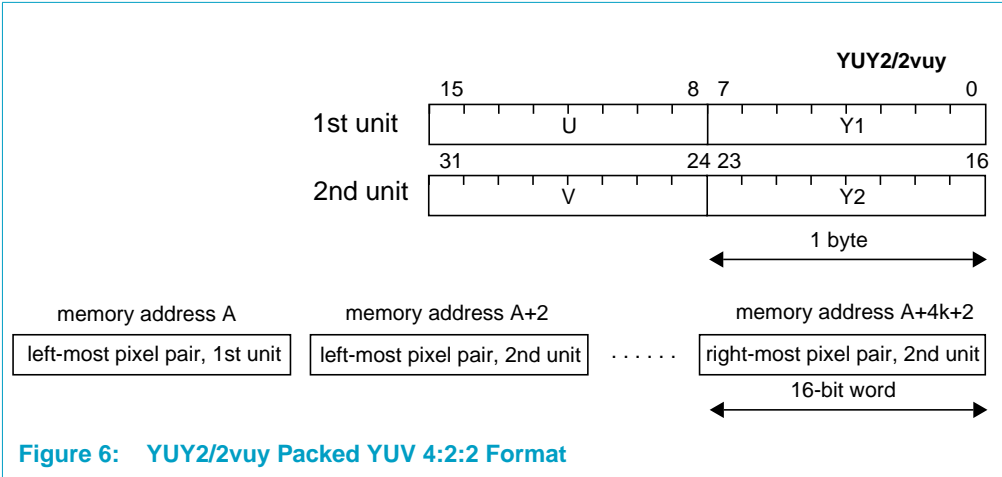 YUY2/2vuy
15 8 7 0
1st unit U Y1
31 24 23 16
2nd unit V Y2
1 byte
memory address A memory address A+2 memory address A+4k+2
left-most pixel pair, 1st unit left-most pixel pair, 2nd unit ...... right-most pixel pair, 2nd unit
16-bit word
Figure 6: YUY2/2vuy Packed YUV 4:2:2 Format